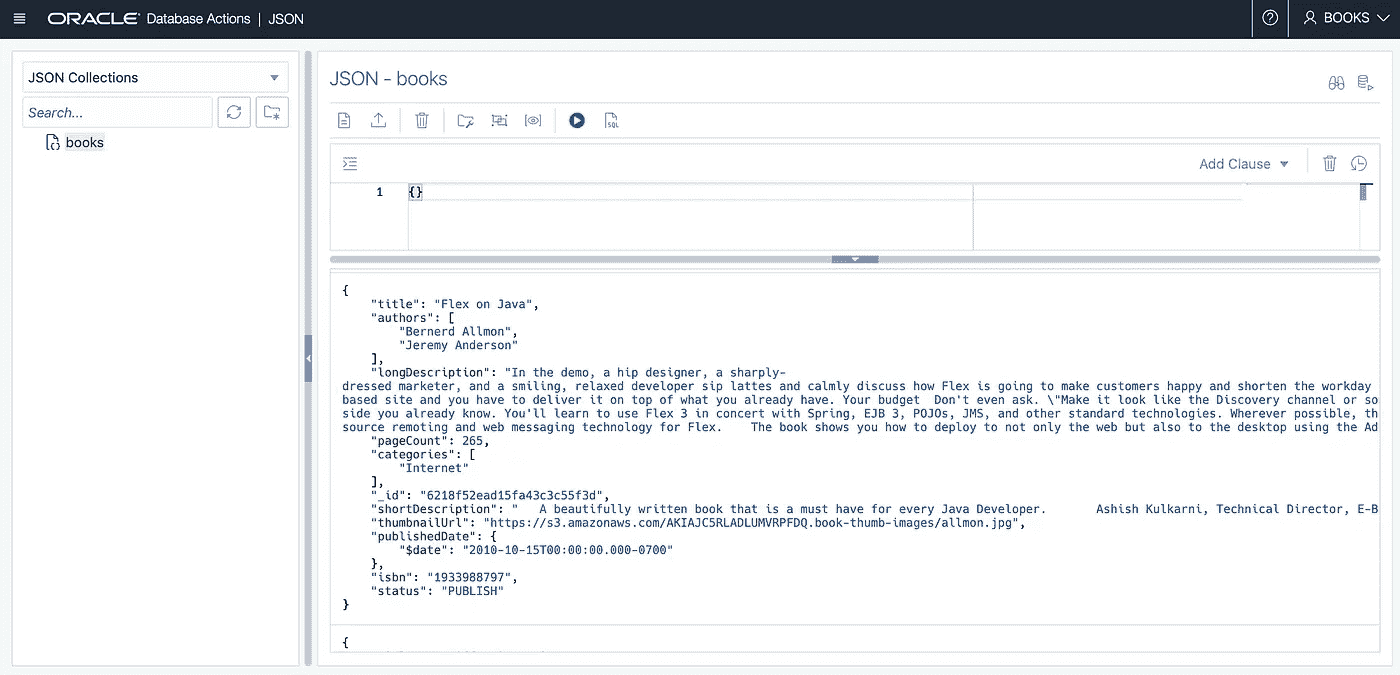 ORACLE Database Actions | JSON
BOOKS
JSON Collections
Search...
books
JSON - books
SQL
Add Clause
1 {}
{
"title": "Flex on Java",
"authors": [
"Bernerd Allmon",
"Jeremy Anderson"
],
"longDescription": "In the demo, a hip designer, a sharply-
dressed marketer, and a smiling, relaxed developer sip lattes and calmly discuss how Flex is going to make customers happy and shorten the workday
based site and you have to deliver it on top of what you already have. Your budget  Don't even ask. \"Make it look like the Discovery channel or so
side you already know. You'll learn to use Flex 3 in concert with Spring, EJB 3, POJOs, JMS, and other standard technologies. Wherever possible, th
source remoting and web messaging technology for Flex.    The book shows you how to deploy to not only the web but also to the desktop using the Ad
"pageCount": 265,
"categories": [
"Internet"
],
"_id": "6218f52ead15fa43c3c55f3d",
"shortDescription": "   A beautifully written book that is a must have for every Java Developer.       Ashish Kulkarni, Technical Director, E-B
"thumbnailUrl": "https://s3.amazonaws.com/AKIAJC5RLADLUMVRPFDQ.book-thumb-images/allmon.jpg",
"publishedDate": {
"$date": "2010-10-15T00:00:00.000-0700"
},
"isbn": "1933988797",
"status": "PUBLISH"
}
{